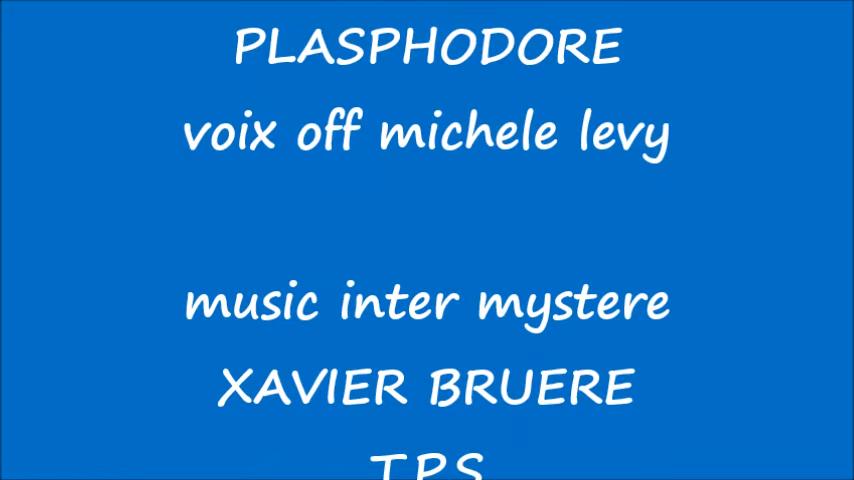 PLASPHODORE
voix off michele levy
music inter mystere
XAVIER BRUERE
T.P.S